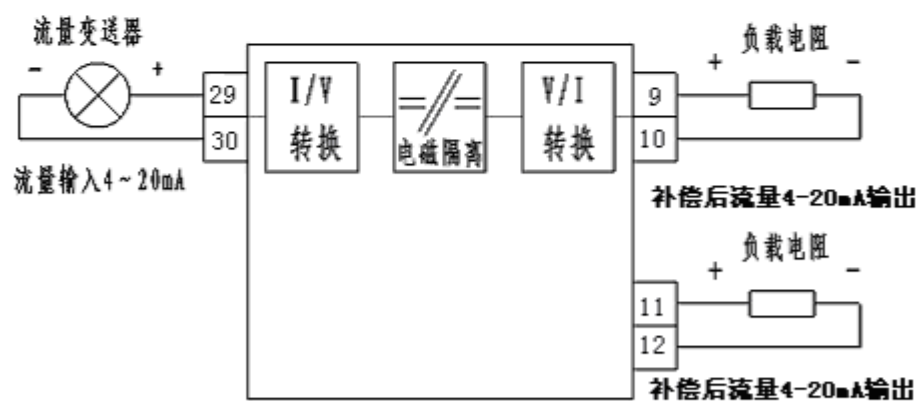 流量变送器
- +
29
30
流量输入4~20mA
I/V
转换
电磁隔离
V/I
转换
9
10
负载电阻
+ -
补偿后流量4-20mA输出
11
12
负载电阻
+ -
补偿后流量4-20mA输出